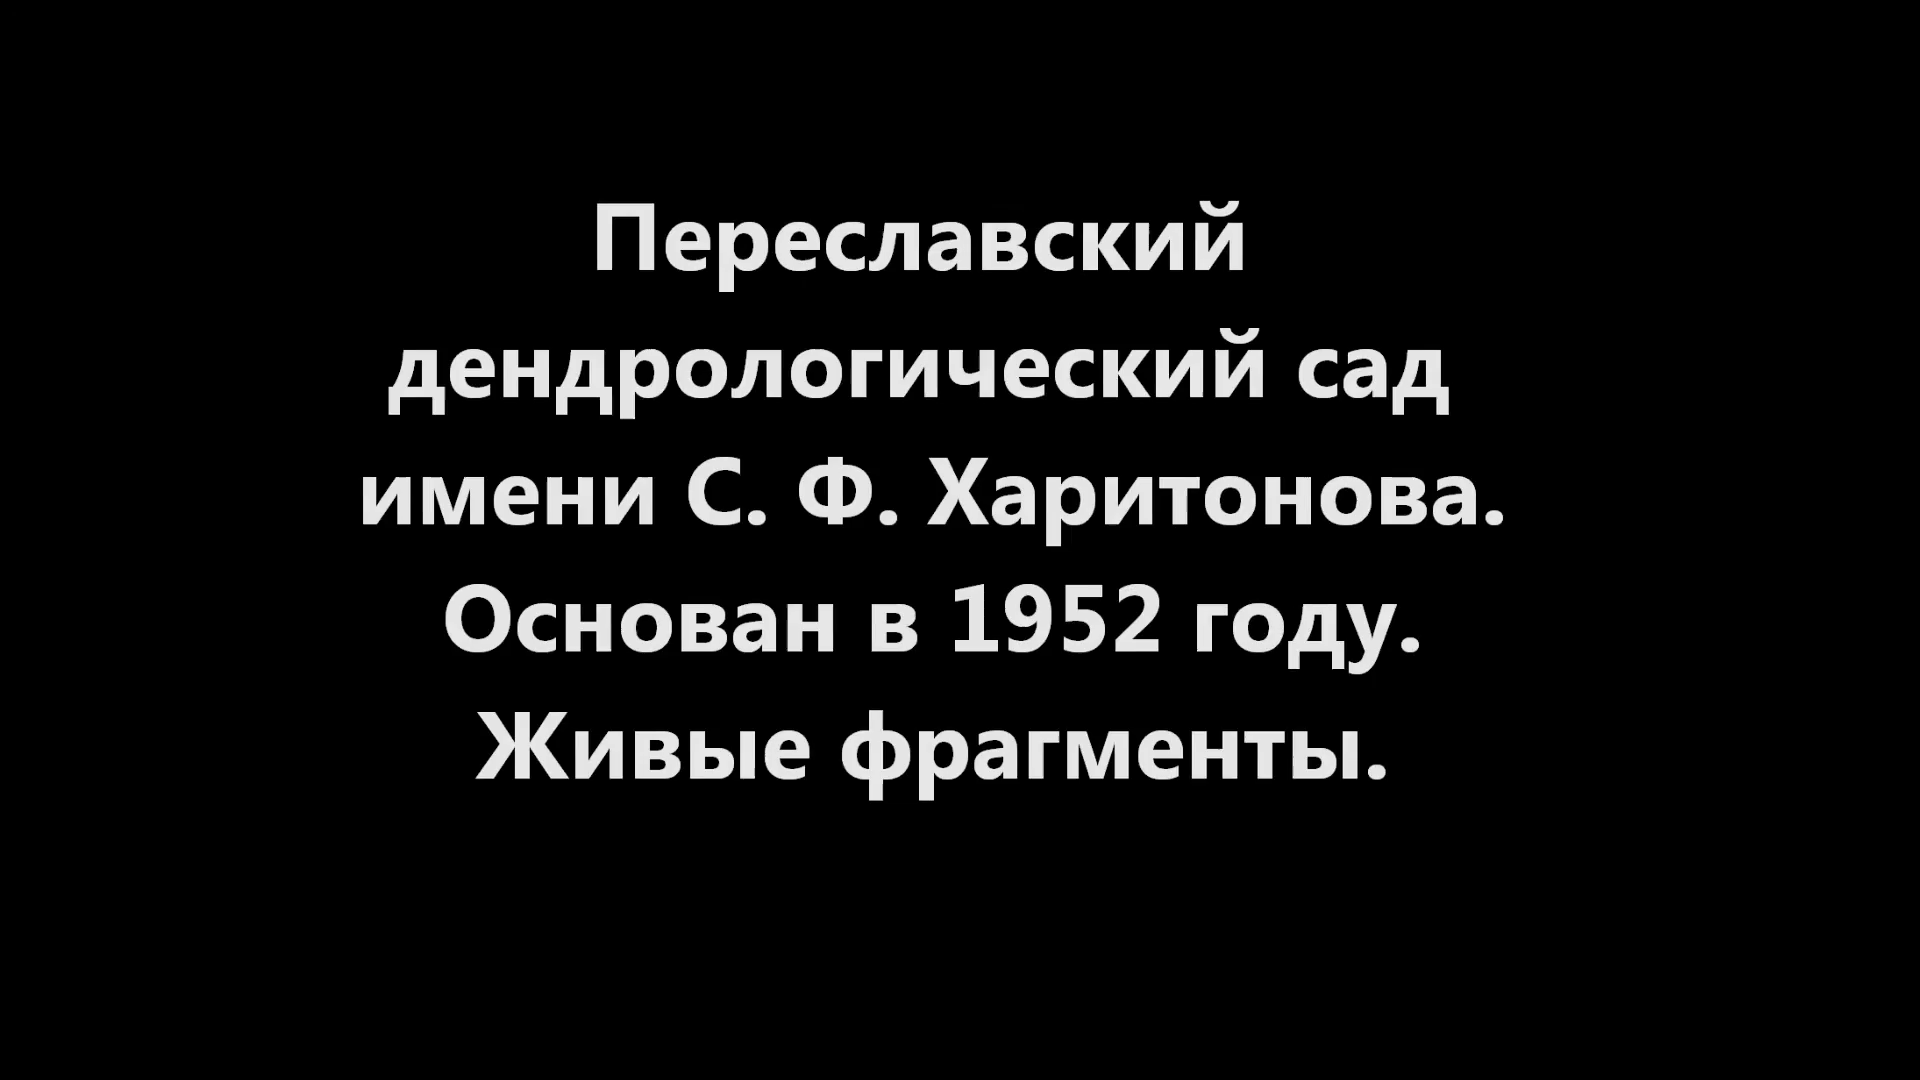 Переславский
дендрологический сад
имени С. Ф. Харитонова.
Основан в 1952 году.
Живые фрагменты.